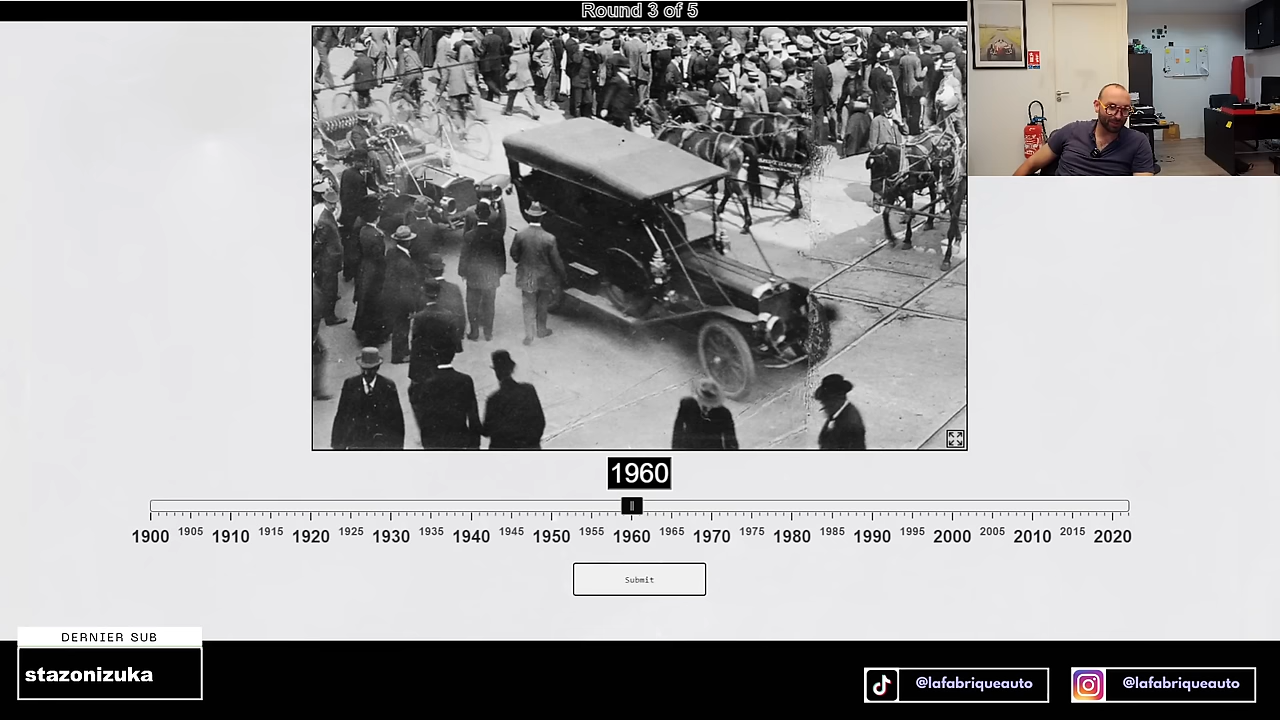 Round 3 of 5
1960
1900 1905 1910 1915 1920 1925 1930 1935 1940 1945 1950 1955 1960 1965 1970 1975 1980 1985 1990 1995 2000 2005 2010 2015 2020
Submit
DERNIER SUB
stazonizuka
@lafabriqueauto @lafabriqueauto